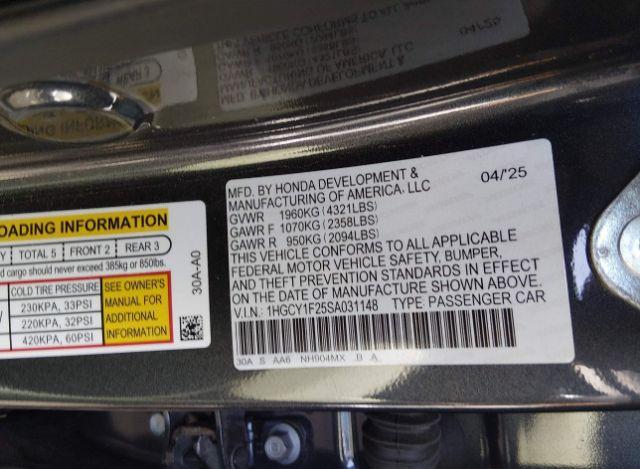 MFD. BY HONDA DEVELOPMENT & MANUFACTURING OF AMERICA, LLC 04/'25
GVWR 1960KG (4321LBS)
GAWR F 1070KG (2358LBS)
GAWR R 950KG (2094LBS)
THIS VEHICLE CONFORMS TO ALL APPLICABLE
FEDERAL MOTOR VEHICLE SAFETY, BUMPER,
AND THEFT PREVENTION STANDARDS IN EFFECT
ON THE DATE OF MANUFACTURE SHOWN ABOVE.
V.I.N.: 1HGCY1F25SA031148 TYPE: PASSENGER CAR
30A S AA6 NH904MX B A
OADING INFORMATION
TOTAL 5 FRONT 2 REAR 3
d cargo should never exceed 385kg or 850lbs.
COLD TIRE PRESSURE
230KPA, 33PSI
220KPA, 32PSI
420KPA, 60PSI
SEE OWNER'S
MANUAL FOR
ADDITIONAL
INFORMATION
30A-A0